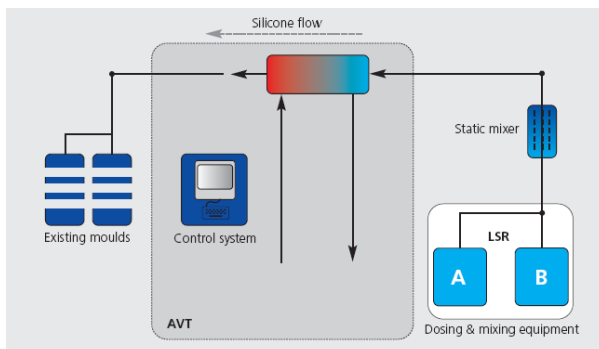 Silicone flow
Static mixer
Existing moulds
Control system
LSR
A
B
AVT
Dosing & mixing equipment